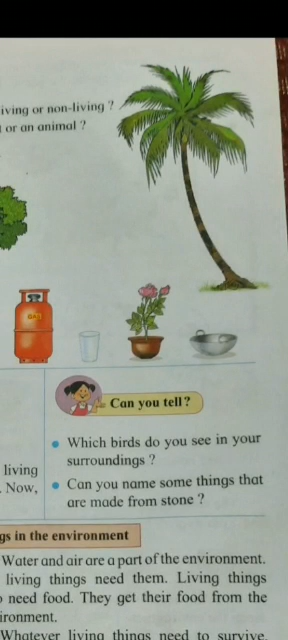 iving or non-living ?
or an animal ?
GAS
Can you tell ?
• Which birds do you see in your
surroundings ?
• Can you name some things that
are made from stone ?
living
. Now,
gs in the environment
Water and air are a part of the environment.
living things need them. Living things
need food. They get their food from the
ironment.
Whatever living things need to survive,